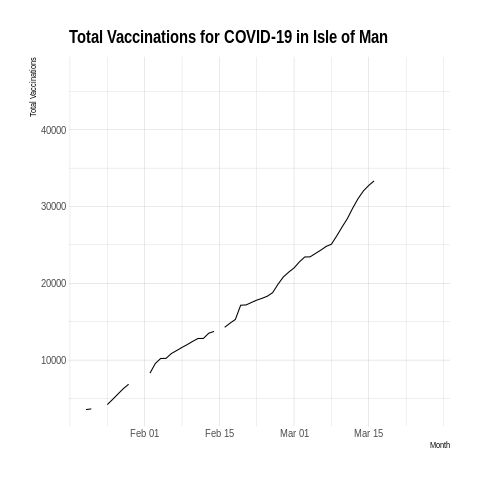 Total Vaccinations for COVID-19 in Isle of Man
Total Vaccinations
40000
30000
20000
10000
Feb 01
Feb 15
Mar 01
Mar 15
Month